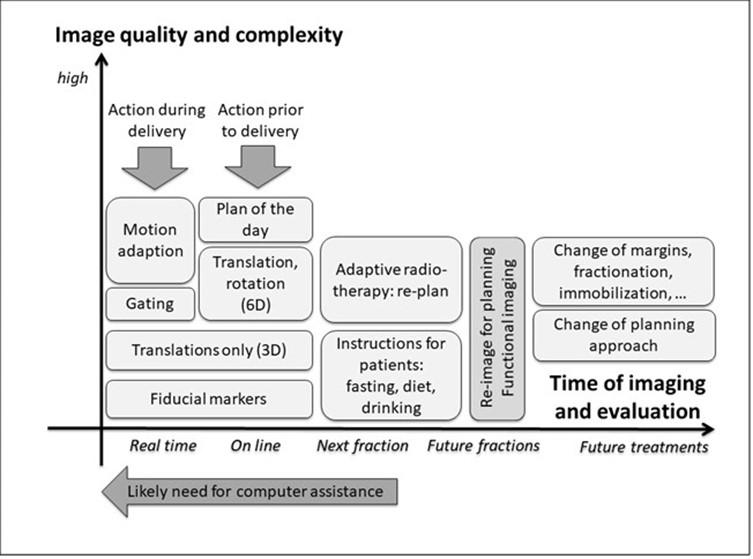 Image quality and complexity
high
Action during
delivery
Action prior
to delivery
Motion
adaption
Gating
Plan of the
day
Translation,
rotation
(6D)
Translations only (3D)
Fiducial markers
Adaptive radio-
therapy: re-plan
Instructions for
patients:
fasting, diet,
drinking
Re-image for planning
Functional imaging
Change of margins,
fractionation,
immobilization, ...
Change of planning
approach
Time of imaging
and evaluation
Real time
On line
Next fraction
Future fractions
Future treatments
Likely need for computer assistance